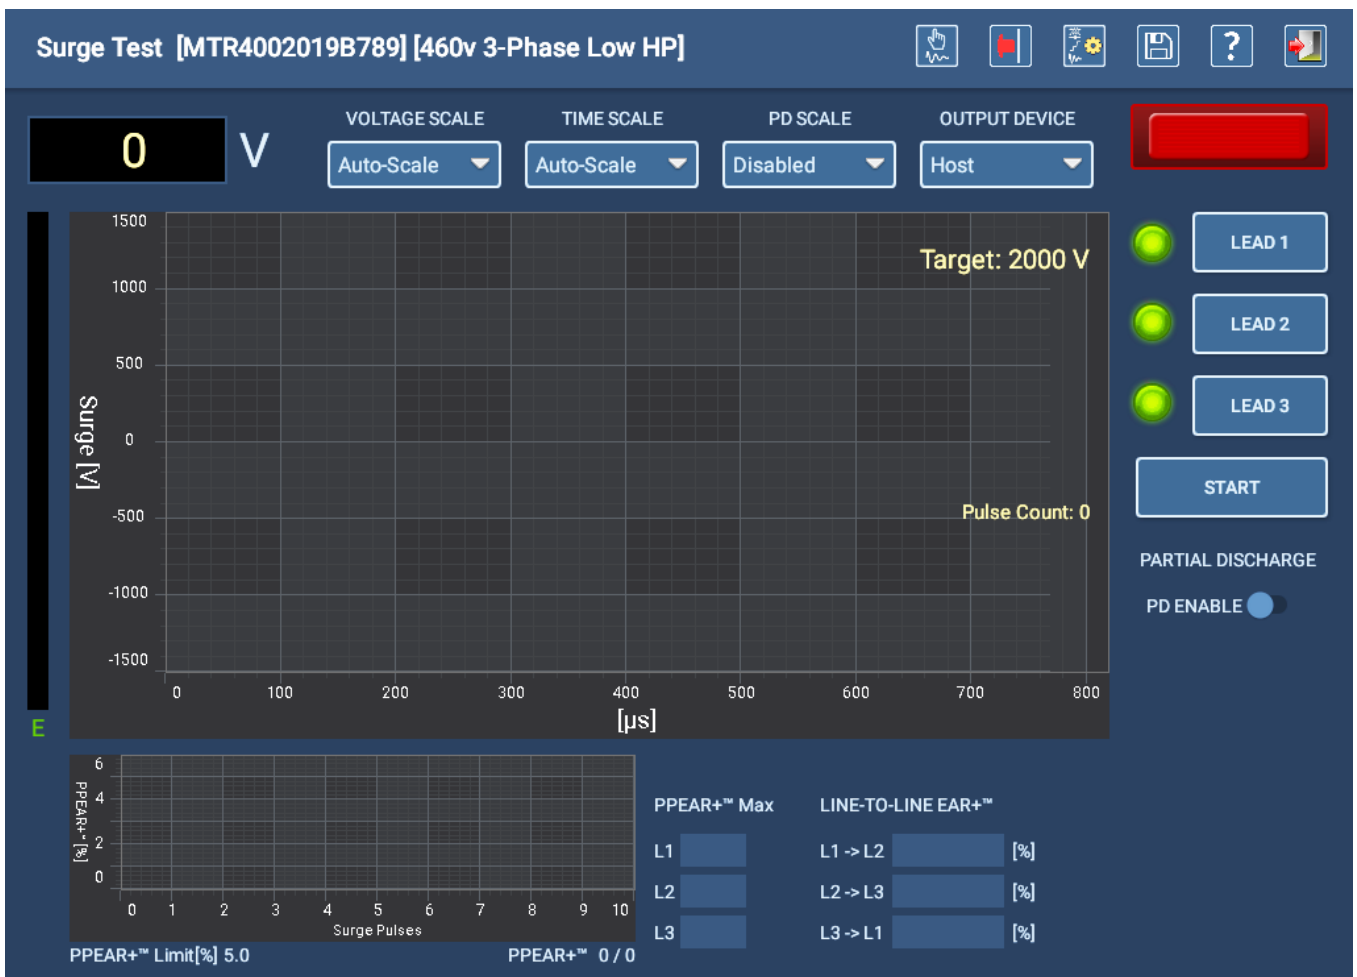 Surge Test [MTR4002019B789] [460v 3-Phase Low HP]
?
VOLTAGE SCALE TIME SCALE PD SCALE OUTPUT DEVICE
0 V Auto-Scale Auto-Scale Disabled Host
1500
1000
500
0
-500
-1000
-1500
Surge [V]
Target: 2000 V
Pulse Count: 0
0 100 200 300 400 500 600 700 800
[µs]
E
LEAD 1
LEAD 2
LEAD 3
START
PARTIAL DISCHARGE
PD ENABLE
6
4
2
0
PPEAR+™ [%]
0 1 2 3 4 5 6 7 8 9 10
Surge Pulses
PPEAR+™ Limit[%] 5.0 PPEAR+™ 0 / 0
PPEAR+™ Max LINE-TO-LINE EAR+™
L1 L1 -> L2 [%]
L2 L2 -> L3 [%]
L3 L3 -> L1 [%]